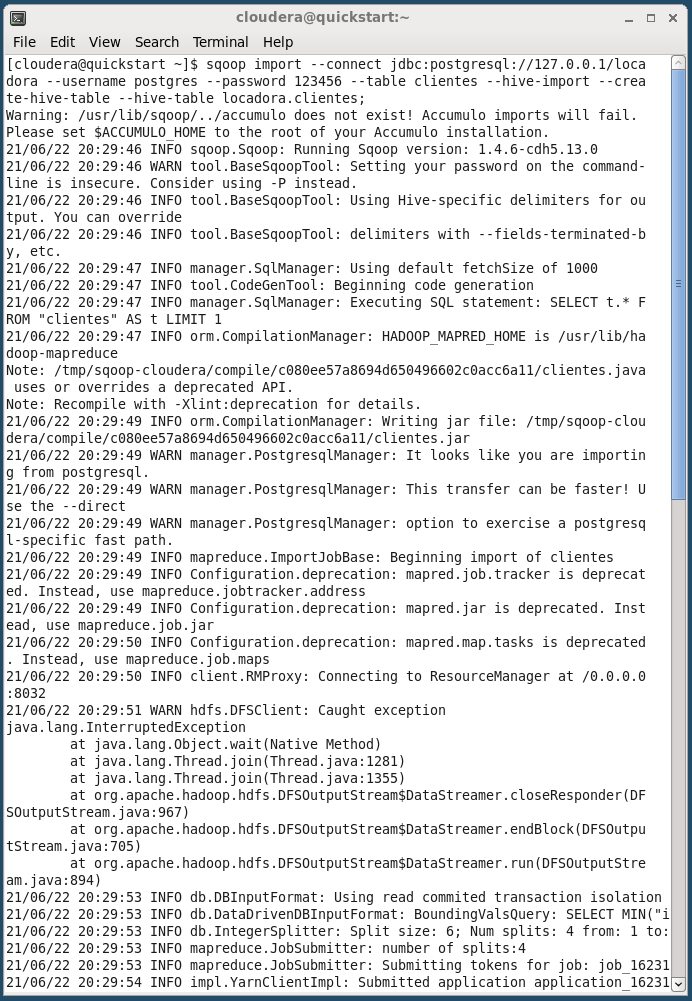 cloudera@quickstart:~
File Edit View Search Terminal Help
[cloudera@quickstart ~]$ sqoop import --connect jdbc:postgresql://127.0.0.1/loca
dora --username postgres --password 123456 --table clientes --hive-import --crea
te-hive-table --hive-table locadora.clientes;
Warning: /usr/lib/sqoop/../accumulo does not exist! Accumulo imports will fail.
Please set $ACCUMULO_HOME to the root of your Accumulo installation.
21/06/22 20:29:46 INFO sqoop.Sqoop: Running Sqoop version: 1.4.6-cdh5.13.0
21/06/22 20:29:46 WARN tool.BaseSqoopTool: Setting your password on the command-
line is insecure. Consider using -P instead.
21/06/22 20:29:46 INFO tool.BaseSqoopTool: Using Hive-specific delimiters for ou
tput. You can override
21/06/22 20:29:46 INFO tool.BaseSqoopTool: delimiters with --fields-terminated-b
y, etc.
21/06/22 20:29:47 INFO manager.SqlManager: Using default fetchSize of 1000
21/06/22 20:29:47 INFO tool.CodeGenTool: Beginning code generation
21/06/22 20:29:47 INFO manager.SqlManager: Executing SQL statement: SELECT t.* F
ROM "clientes" AS t LIMIT 1
21/06/22 20:29:47 INFO orm.CompilationManager: HADOOP_MAPRED_HOME is /usr/lib/ha
doop-mapreduce
Note: /tmp/sqoop-cloudera/compile/c080ee57a8694d650496602c0acc6a11/clientes.java
 uses or overrides a deprecated API.
Note: Recompile with -Xlint:deprecation for details.
21/06/22 20:29:49 INFO orm.CompilationManager: Writing jar file: /tmp/sqoop-clou
dera/compile/c080ee57a8694d650496602c0acc6a11/clientes.jar
21/06/22 20:29:49 WARN manager.PostgresqlManager: It looks like you are importin
g from postgresql.
21/06/22 20:29:49 WARN manager.PostgresqlManager: This transfer can be faster! U
se the --direct
21/06/22 20:29:49 WARN manager.PostgresqlManager: option to exercise a postgresq
l-specific fast path.
21/06/22 20:29:49 INFO mapreduce.ImportJobBase: Beginning import of clientes
21/06/22 20:29:49 INFO Configuration.deprecation: mapred.job.tracker is deprecat
ed. Instead, use mapreduce.jobtracker.address
21/06/22 20:29:49 INFO Configuration.deprecation: mapred.jar is deprecated. Inst
ead, use mapreduce.job.jar
21/06/22 20:29:50 INFO Configuration.deprecation: mapred.map.tasks is deprecated
. Instead, use mapreduce.job.maps
21/06/22 20:29:50 INFO client.RMProxy: Connecting to ResourceManager at /0.0.0.0
:8032
21/06/22 20:29:51 WARN hdfs.DFSClient: Caught exception
java.lang.InterruptedException
        at java.lang.Object.wait(Native Method)
        at java.lang.Thread.join(Thread.java:1281)
        at java.lang.Thread.join(Thread.java:1355)
        at org.apache.hadoop.hdfs.DFSOutputStream$DataStreamer.closeResponder(DF
SOutputStream.java:967)
        at org.apache.hadoop.hdfs.DFSOutputStream$DataStreamer.endBlock(DFSOutpu
tStream.java:705)
        at org.apache.hadoop.hdfs.DFSOutputStream$DataStreamer.run(DFSOutputStre
am.java:894)
21/06/22 20:29:53 INFO db.DBInputFormat: Using read commited transaction isolation
21/06/22 20:29:53 INFO db.DataDrivenDBInputFormat: BoundingValsQuery: SELECT MIN("i
21/06/22 20:29:53 INFO db.IntegerSplitter: Split size: 6; Num splits: 4 from: 1 to:
21/06/22 20:29:53 INFO mapreduce.JobSubmitter: number of splits:4
21/06/22 20:29:53 INFO mapreduce.JobSubmitter: Submitting tokens for job: job_16231
21/06/22 20:29:54 INFO impl.YarnClientImpl: Submitted application application_16231